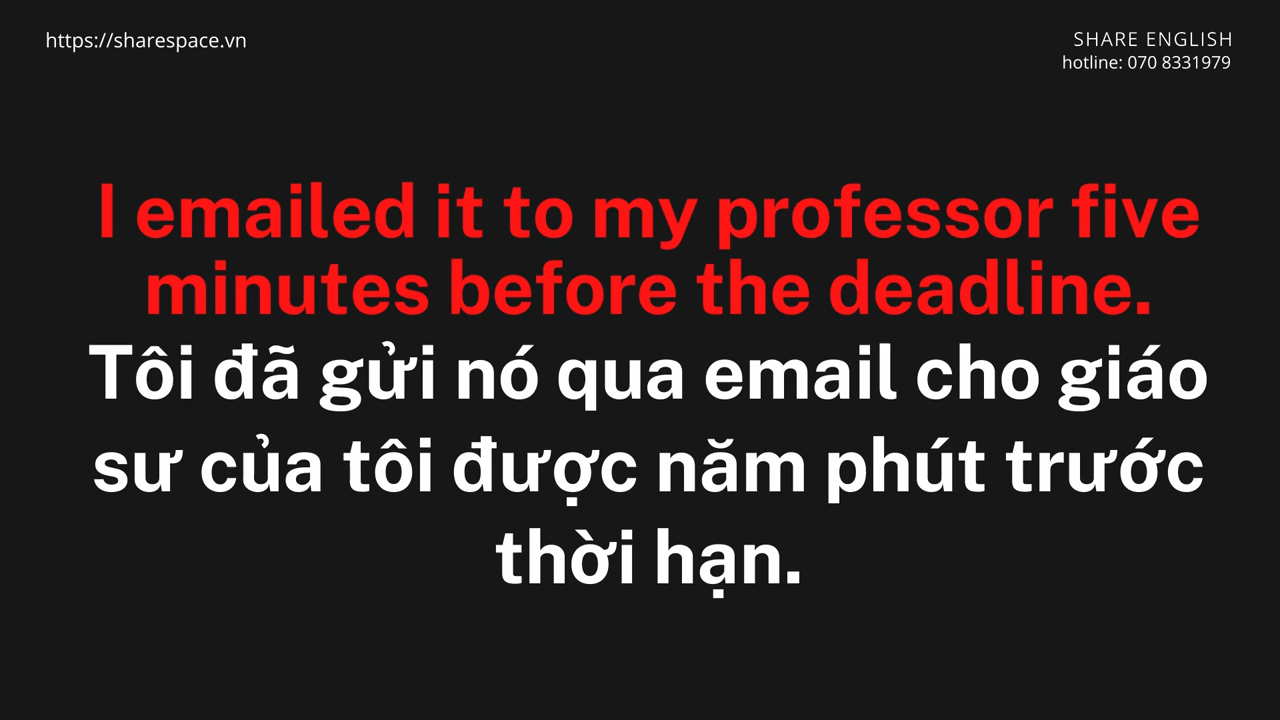 https://sharespace.vn
SHARE ENGLISH
hotline: 070 8331979
I emailed it to my professor five
minutes before the deadline.
Tôi đã gửi nó qua email cho giáo
sư của tôi được năm phút trước
thời hạn.